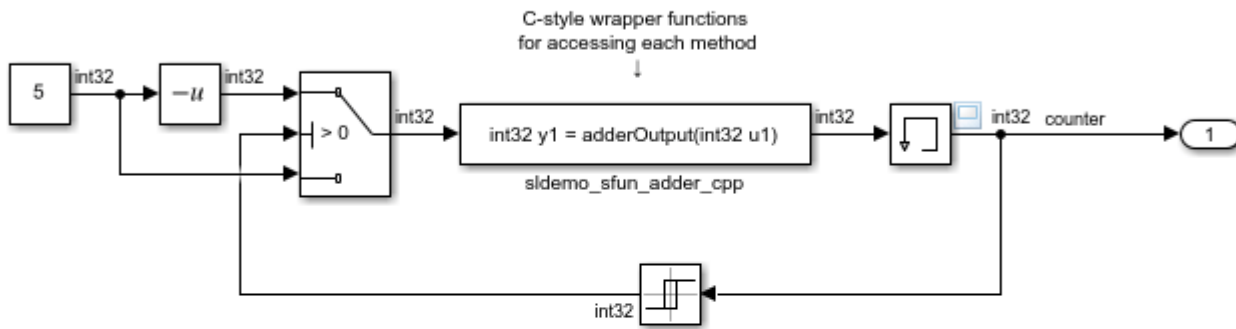 C-style wrapper functions
for accessing each method
↓
5
int32
−u
int32
> 0
int32
int32 y1 = adderOutput(int32 u1)
sldemo_sfun_adder_cpp
int32
int32
counter
1
int32